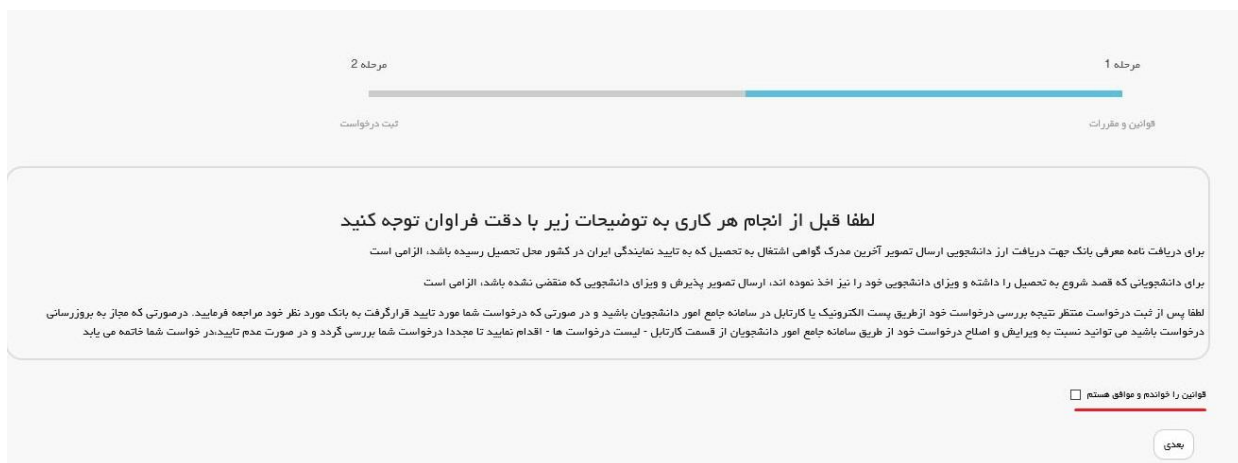 مرحله 1
مرحله 2
قوانین و مقررات
ثبت درخواست
لطفا قبل از انجام هر کاری به توضیحات زیر با دقت فراوان توجه کنید
برای دریافت نامه معرفی بانک جهت دریافت ارز دانشجویی ارسال تصویر آخرین مدرک گواهی اشتغال به تحصیل که به تایید نمایندگی ایران در کشور محل تحصیل رسیده باشد، الزامی است
برای دانشجویانی که قصد شروع به تحصیل را داشته و ویزای دانشجویی خود را نیز اخذ نموده اند، ارسال تصویر پذیرش و ویزای دانشجویی که منقضی نشده باشد، الزامی است
لطفا پس از ثبت درخواست منتظر نتیجه بررسی درخواست خود ازطریق پست الکترونیک یا کارتابل در سامانه جامع امور دانشجویان باشید و در صورتی که درخواست شما مورد تایید قرارگرفت به بانک مورد نظر خود مراجعه فرمایید. درصورتی که مجاز به بروزرسانی
درخواست باشید می توانید نسبت به ویرایش و اصلاح درخواست خود از طریق سامانه جامع امور دانشجویان از قسمت کارتابل - لیست درخواست ها - اقدام نمایید تا مجددا درخواست شما بررسی گردد و در صورت عدم تایید،در خواست شما خاتمه می یابد
قوانین را خواندم و موافق هستم
بعدی